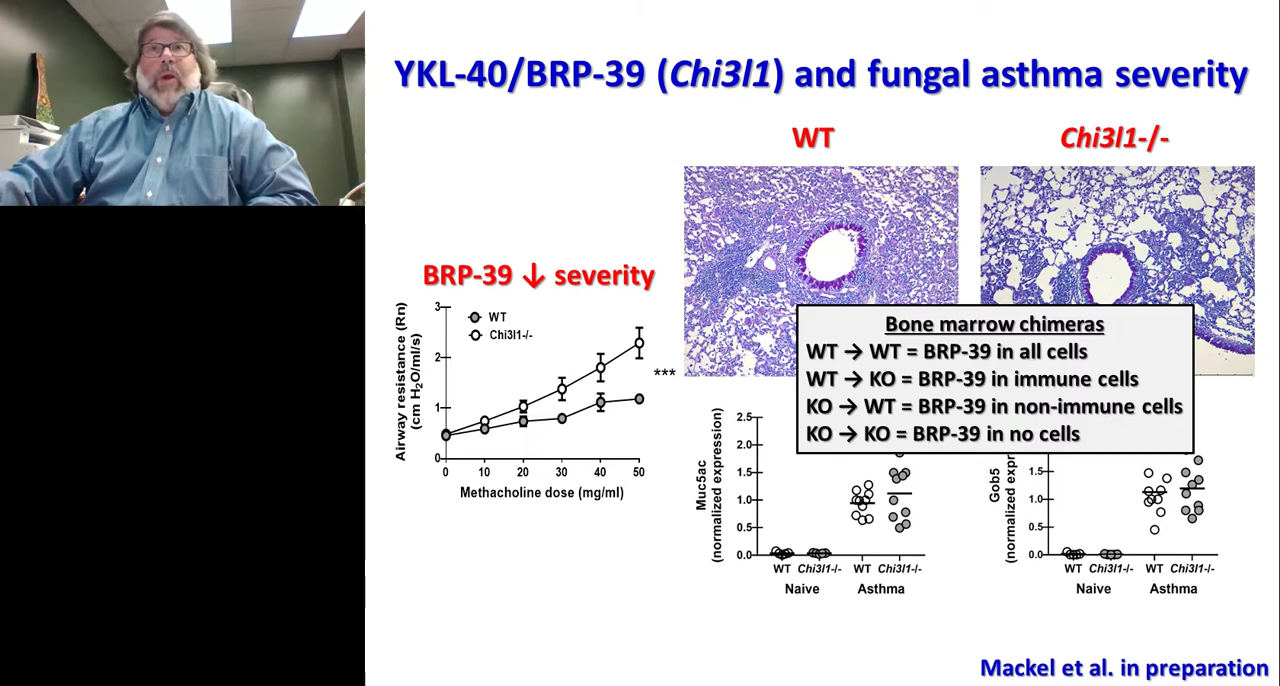 YKL-40/BRP-39 (Chi3l1) and fungal asthma severity
WT
Chi3l1-/-
BRP-39 ↓ severity
Airway resistance (Rn)
(cm H2O/ml/s)
3
2
1
0
WT
Chi3l1-/-
***
0 10 20 30 40 50
Methacholine dose (mg/ml)
Bone marrow chimeras
WT → WT = BRP-39 in all cells
WT → KO = BRP-39 in immune cells
KO → WT = BRP-39 in non-immune cells
KO → KO = BRP-39 in no cells
Muc5ac
(normalized expression)
2.5
2.0
1.5
1.0
0.5
0.0
WT Chi3l1-/- WT Chi3l1-/-
Naive Asthma
Gob5
(normalized expr
1.5
1.0
0.5
0.0
WT Chi3l1-/- WT Chi3l1-/-
Naive Asthma
Mackel et al. in preparation